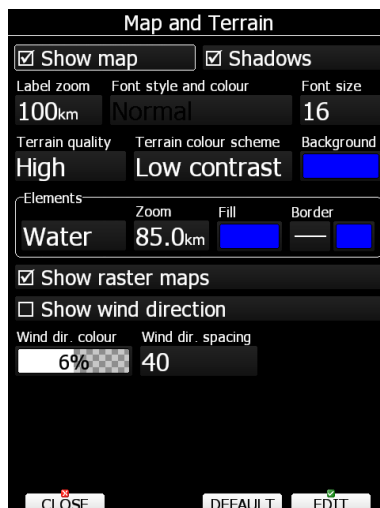 Map and Terrain
Show map Shadows
Label zoom Font style and colour Font size
100km Normal 16
Terrain quality Terrain colour scheme Background
High Low contrast
Elements
Zoom Fill Border
Water 85.0km
Show raster maps
Show wind direction
Wind dir. colour Wind dir. spacing
6% 40
CLOSE DEFAULT EDIT